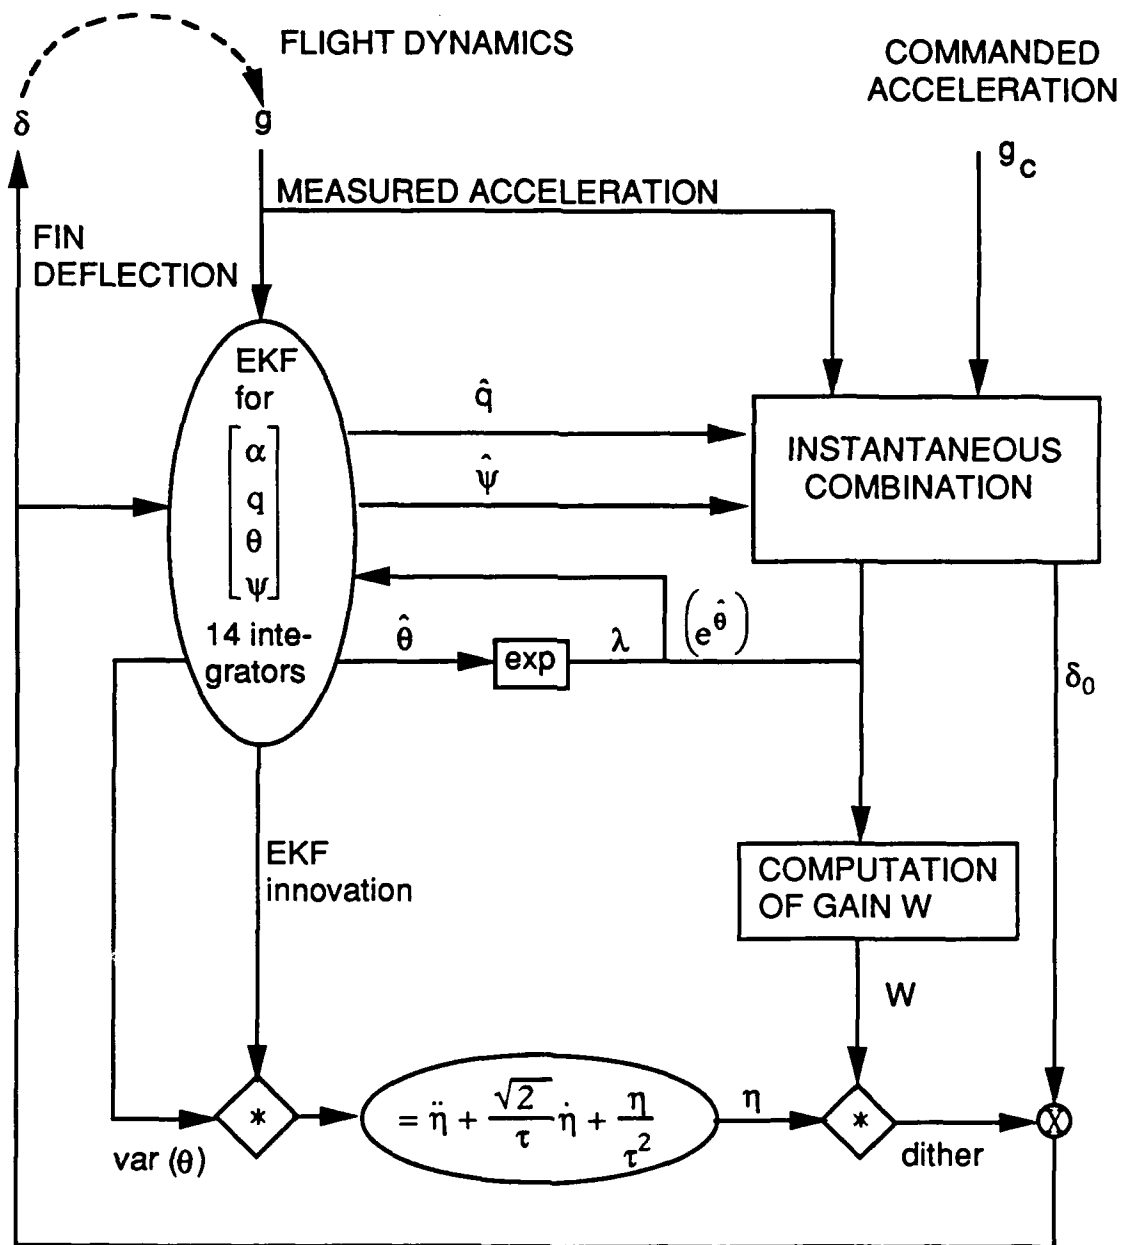 FLIGHT DYNAMICS
COMMANDED
ACCELERATION
δ
g
g_c
MEASURED ACCELERATION
FIN
DEFLECTION
EKF
for
α
q
θ
ψ
14 inte-
grators
q̂
ψ̂
INSTANTANEOUS
COMBINATION
θ̂
exp
λ
(e^θ̂)
δ₀
EKF
innovation
COMPUTATION
OF GAIN W
W
*
= η̈ + √2/τ η̇ + η/τ²
η
*
X
var (θ)
dither